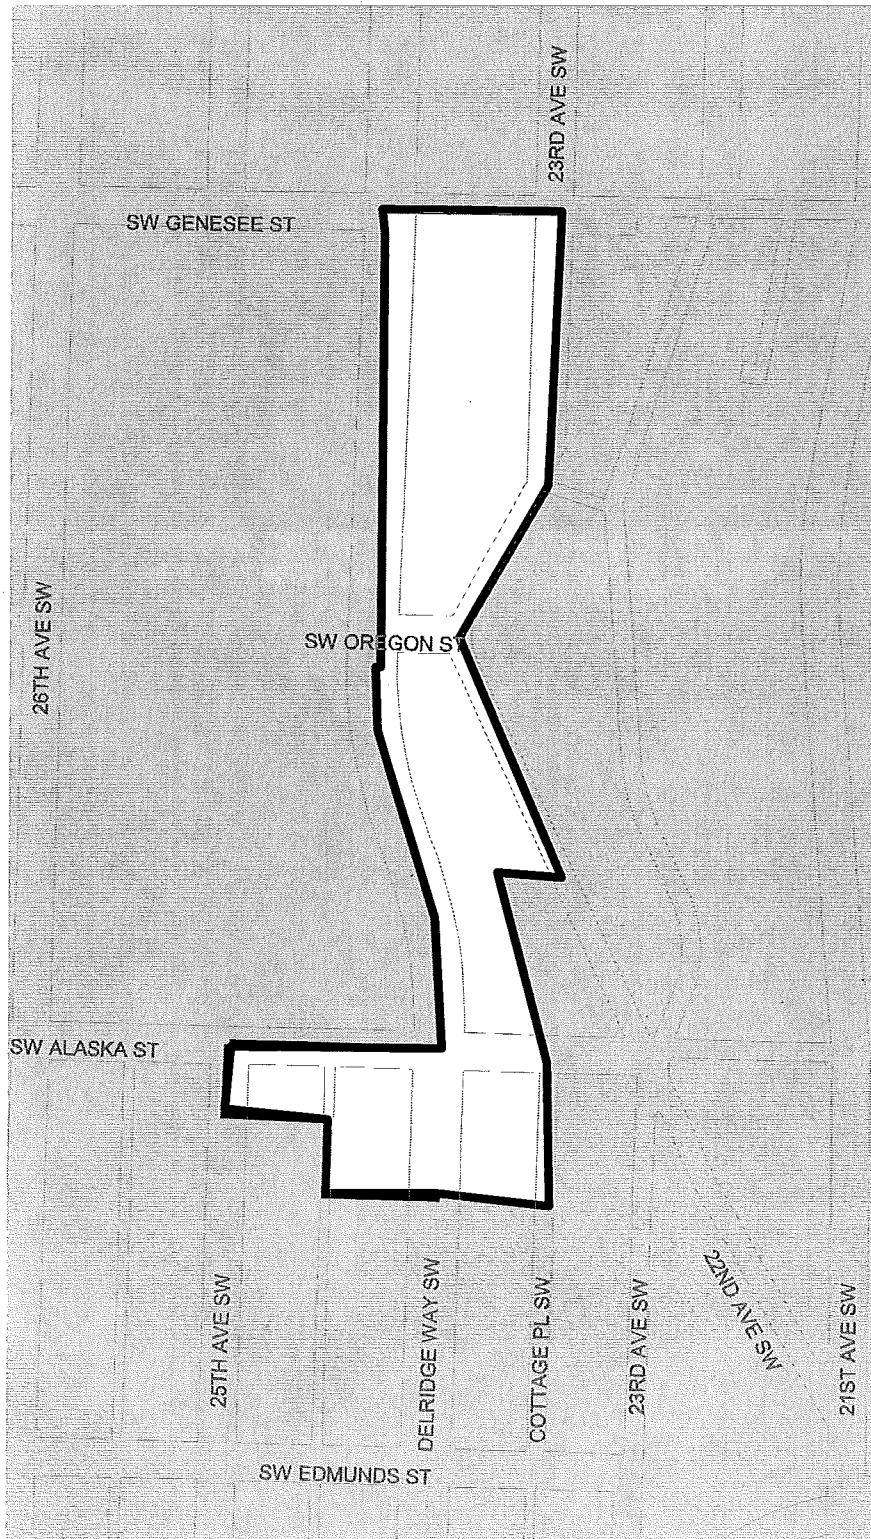 23RD AVE SW
SW GENESEE ST
26TH AVE SW
SW OREGON ST
SW ALASKA ST
25TH AVE SW
DELRIDGE WAY SW
COTTAGE PL SW
23RD AVE SW
22ND AVE SW
21ST AVE SW
SW EDMUNDS ST